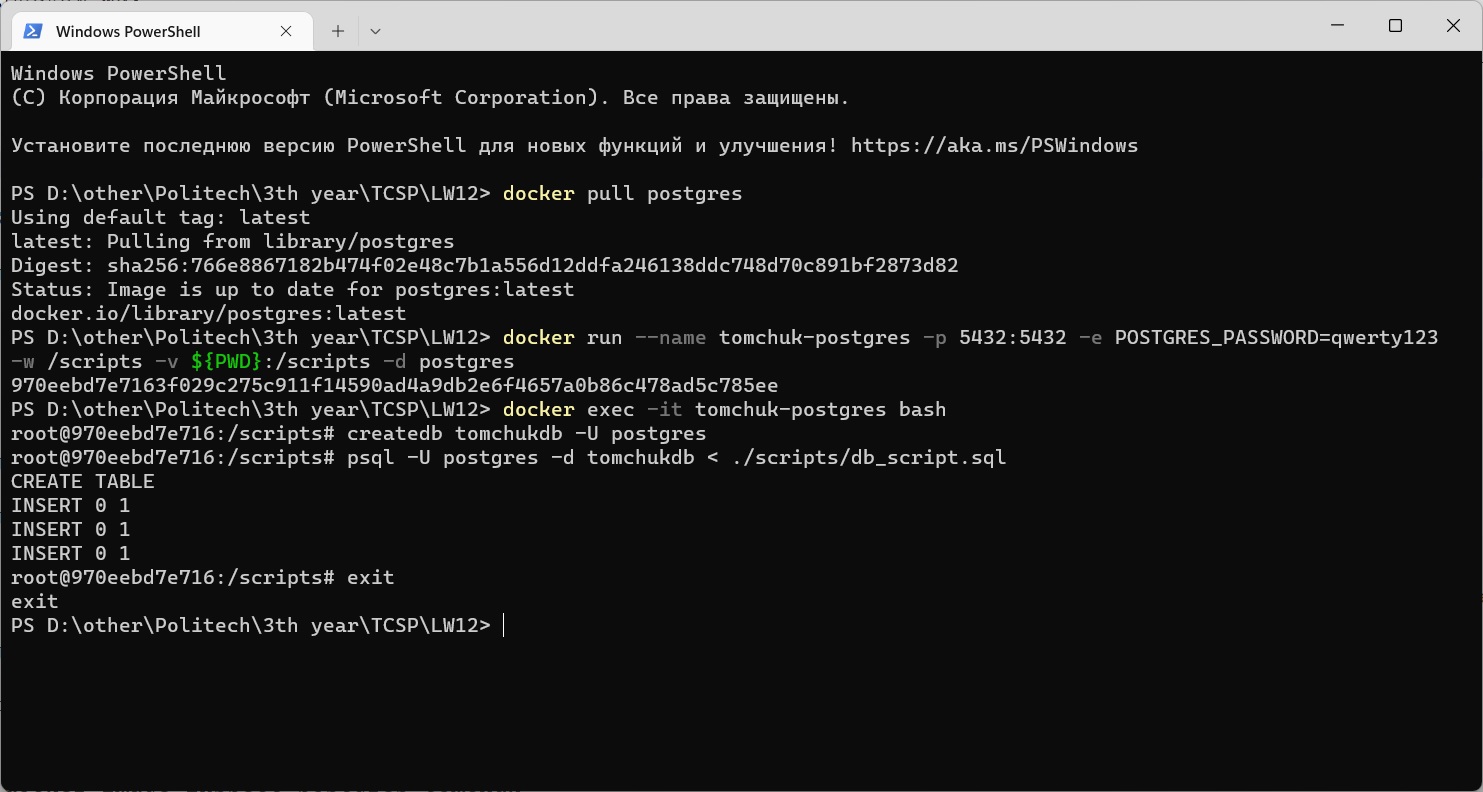 Windows PowerShell
Windows PowerShell
(C) Корпорация Майкрософт (Microsoft Corporation). Все права защищены.
Установите последнюю версию PowerShell для новых функций и улучшения! https://aka.ms/PSWindows
PS D:\other\Politech\3th year\TCSP\LW12> docker pull postgres
Using default tag: latest
latest: Pulling from library/postgres
Digest: sha256:766e8867182b474f02e48c7b1a556d12ddfa246138ddc748d70c891bf2873d82
Status: Image is up to date for postgres:latest
docker.io/library/postgres:latest
PS D:\other\Politech\3th year\TCSP\LW12> docker run --name tomchuk-postgres -p 5432:5432 -e POSTGRES_PASSWORD=qwerty123
-w /scripts -v ${PWD}:/scripts -d postgres
970eebd7e7163f029c275c911f14590ad4a9db2e6f4657a0b86c478ad5c785ee
PS D:\other\Politech\3th year\TCSP\LW12> docker exec -it tomchuk-postgres bash
root@970eebd7e716:/scripts# createdb tomchukdb -U postgres
root@970eebd7e716:/scripts# psql -U postgres -d tomchukdb < ./scripts/db_script.sql
CREATE TABLE
INSERT 0 1
INSERT 0 1
INSERT 0 1
root@970eebd7e716:/scripts# exit
exit
PS D:\other\Politech\3th year\TCSP\LW12>